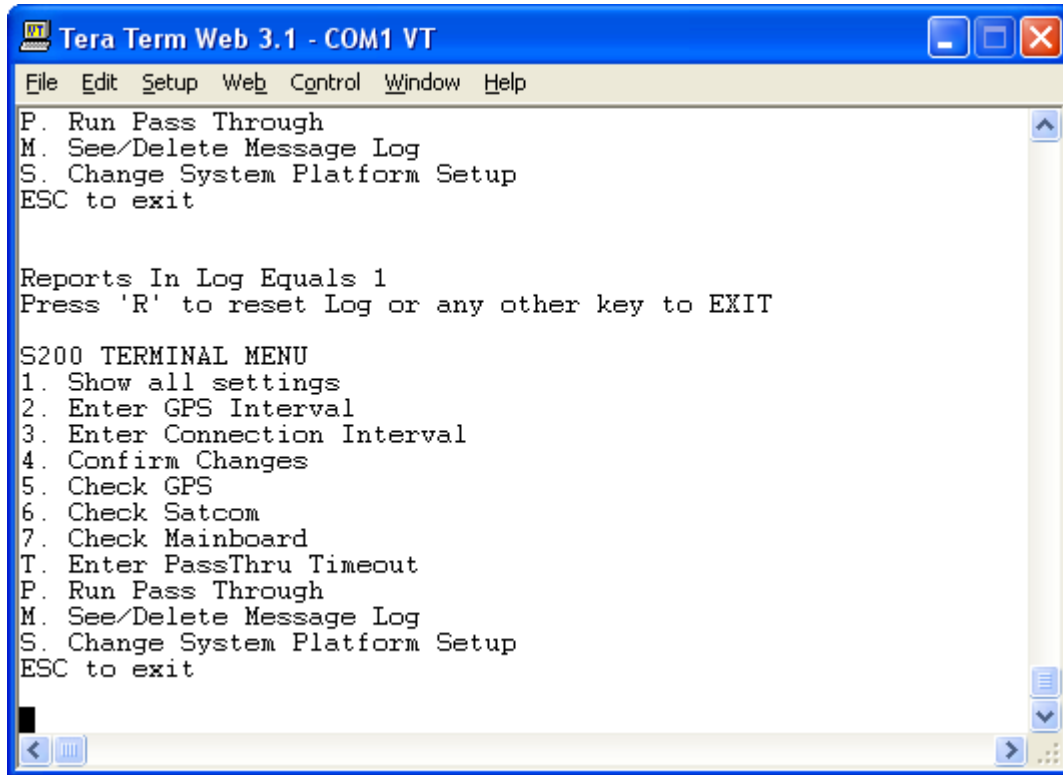 Tera Term Web 3.1 - COM1 VT
File Edit Setup Web Control Window Help
P. Run Pass Through
M. See/Delete Message Log
S. Change System Platform Setup
ESC to exit
Reports In Log Equals 1
Press 'R' to reset Log or any other key to EXIT
S200 TERMINAL MENU
1. Show all settings
2. Enter GPS Interval
3. Enter Connection Interval
4. Confirm Changes
5. Check GPS
6. Check Satcom
7. Check Mainboard
T. Enter PassThru Timeout
P. Run Pass Through
M. See/Delete Message Log
S. Change System Platform Setup
ESC to exit